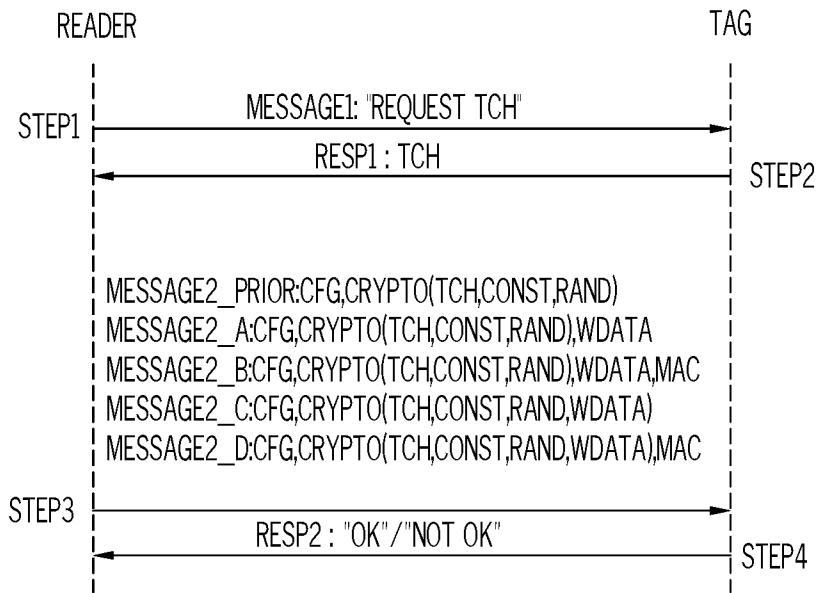 READER TAG
MESSAGE1: "REQUEST TCH"
STEP1
RESP1 : TCH
STEP2
MESSAGE2_PRIOR:CFG,CRYPTO(TCH,CONST,RAND)
MESSAGE2_A:CFG,CRYPTO(TCH,CONST,RAND),WDATA
MESSAGE2_B:CFG,CRYPTO(TCH,CONST,RAND),WDATA,MAC
MESSAGE2_C:CFG,CRYPTO(TCH,CONST,RAND,WDATA)
MESSAGE2_D:CFG,CRYPTO(TCH,CONST,RAND,WDATA),MAC
STEP3
RESP2 : "OK"/"NOT OK"
STEP4